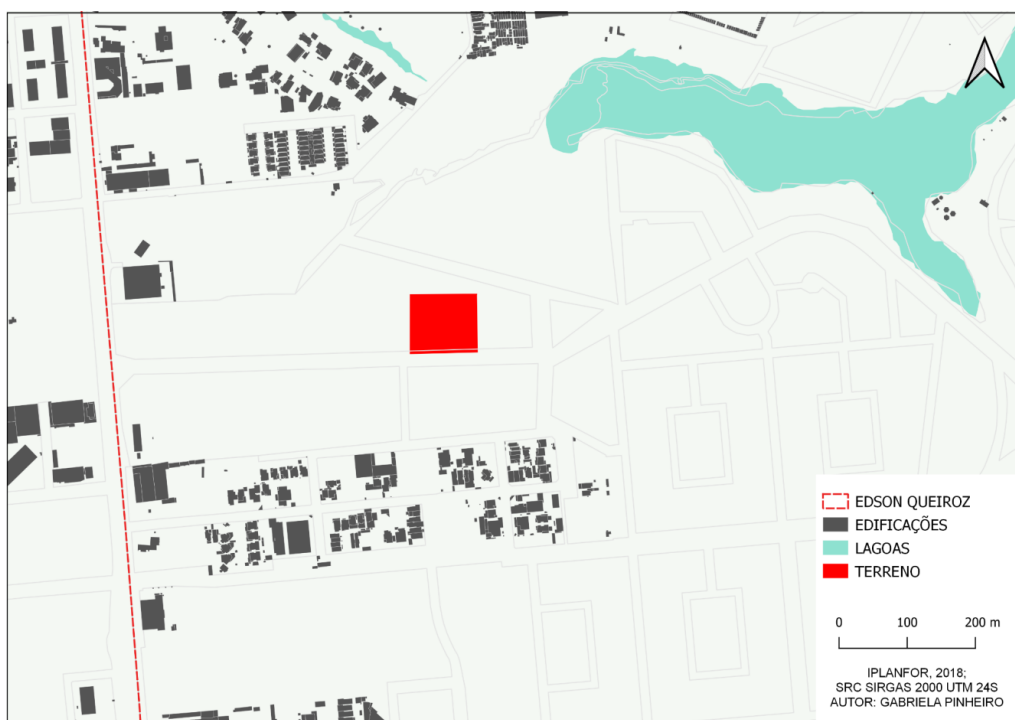 EDSON QUEIROZ
EDIFICAÇÕES
LAGOAS
TERRENO
0 100 200 m
IPLANFOR, 2018;
SRC SIRGAS 2000 UTM 24S
AUTOR: GABRIELA PINHEIRO